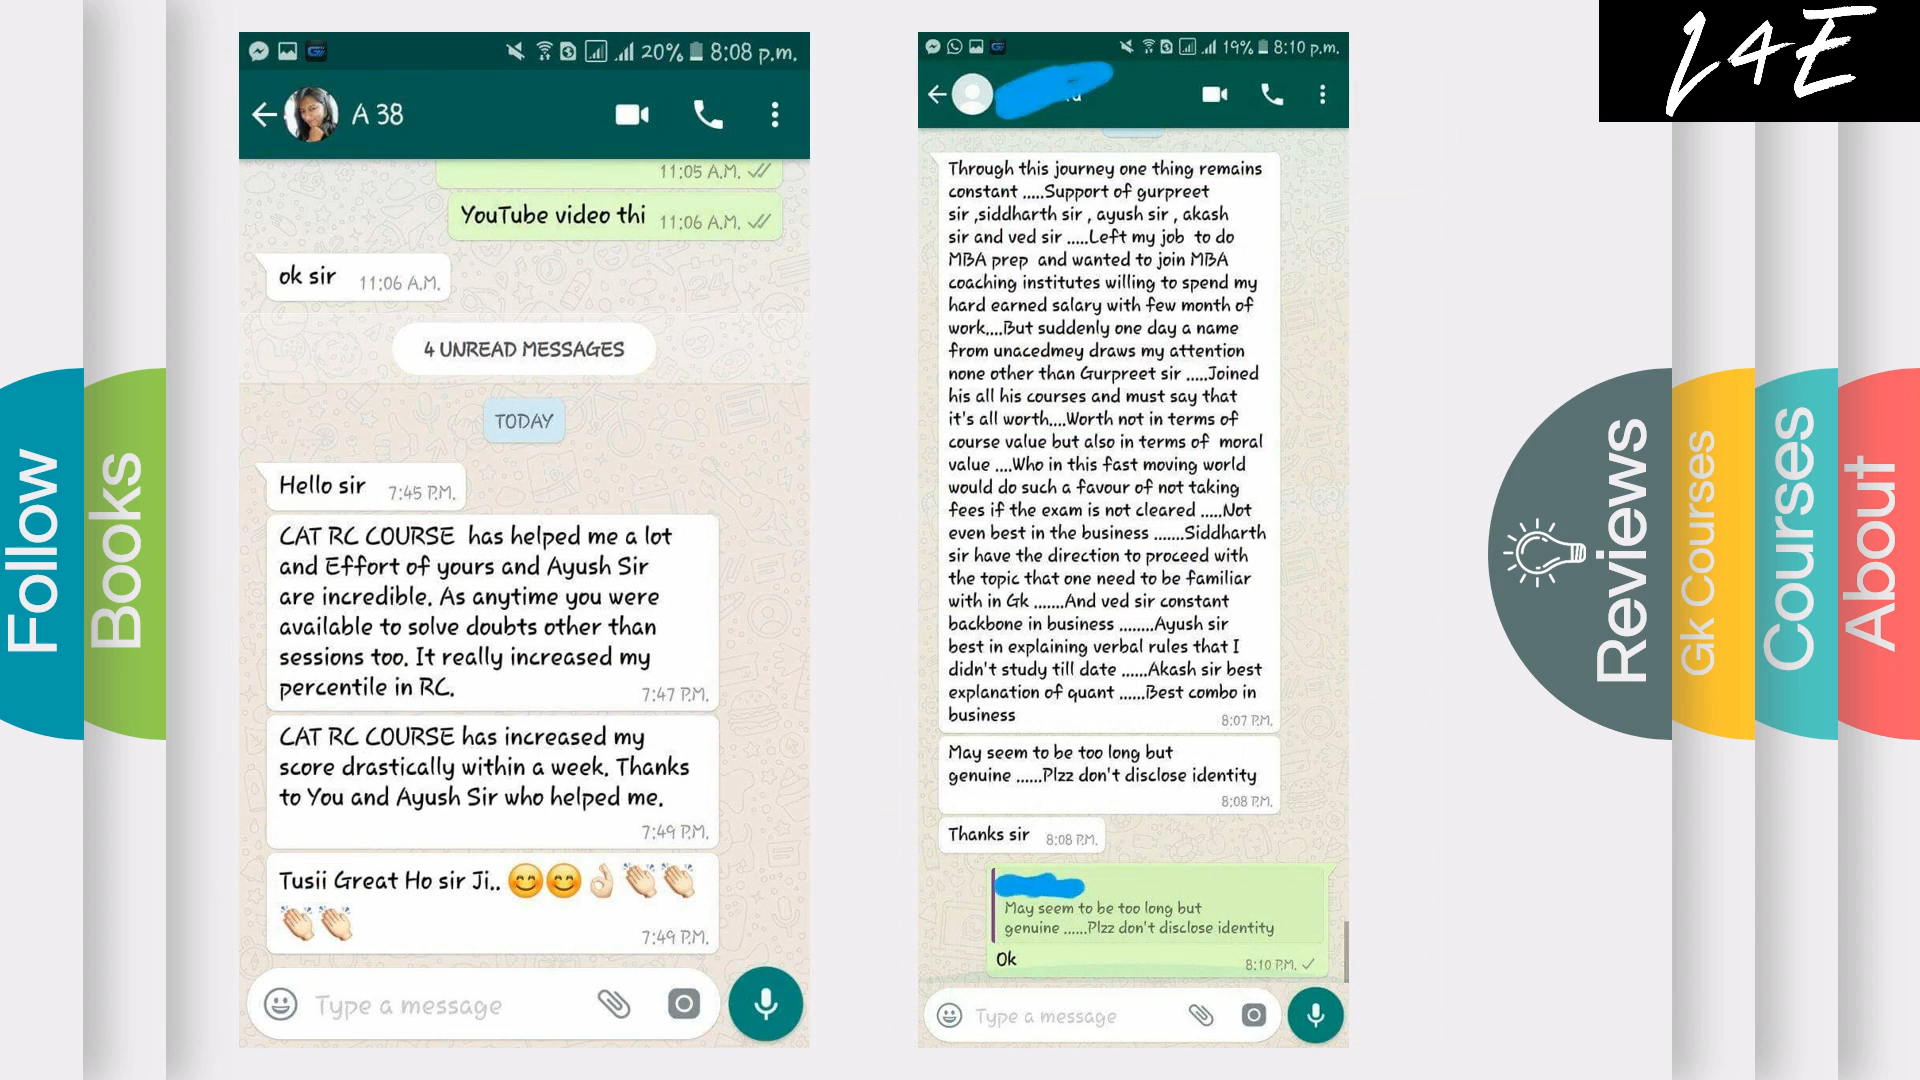 Follow
Books
20% 8:08 p.m.
A 38
11:05 A.M.
YouTube video thi 11:06 A.M.
ok sir 11:06 A.M.
4 UNREAD MESSAGES
TODAY
Hello sir 7:45 P.M.
CAT RC COURSE has helped me a lot
and Effort of yours and Ayush Sir
are incredible. As anytime you were
available to solve doubts other than
sessions too. It really increased my
percentile in RC.
7:47 P.M.
CAT RC COURSE has increased my
score drastically within a week. Thanks
to You and Ayush Sir who helped me.
7:49 P.M.
Tusii Great Ho sir Ji.. 😊😊👌👏👏
👏👏
7:49 P.M.
Type a message
19% 8:10 p.m.
Through this journey one thing remains
constant .....Support of gurpreet
sir ,siddharth sir , ayush sir , akash
sir and ved sir .....Left my job to do
MBA prep and wanted to join MBA
coaching institutes willing to spend my
hard earned salary with few month of
work....But suddenly one day a name
from unacedmey draws my attention
none other than Gurpreet sir .....Joined
his all his courses and must say that
it's all worth....Worth not in terms of
course value but also in terms of moral
value ....Who in this fast moving world
would do such a favour of not taking
fees if the exam is not cleared .....Not
even best in the business .......Siddharth
sir have the direction to proceed with
the topic that one need to be familiar
with in Gk .......And ved sir constant
backbone in business ........Ayush sir
best in explaining verbal rules that I
didn't study till date ......Akash sir best
explanation of quant ......Best combo in
business
8:07 P.M.
May seem to be too long but
genuine ......Plzz don't disclose identity
8:08 P.M.
Thanks sir 8:08 P.M.
May seem to be too long but
genuine ......Plzz don't disclose identity
Ok
8:10 P.M.
Type a message
L4E
Reviews
Gk Courses
Courses
About